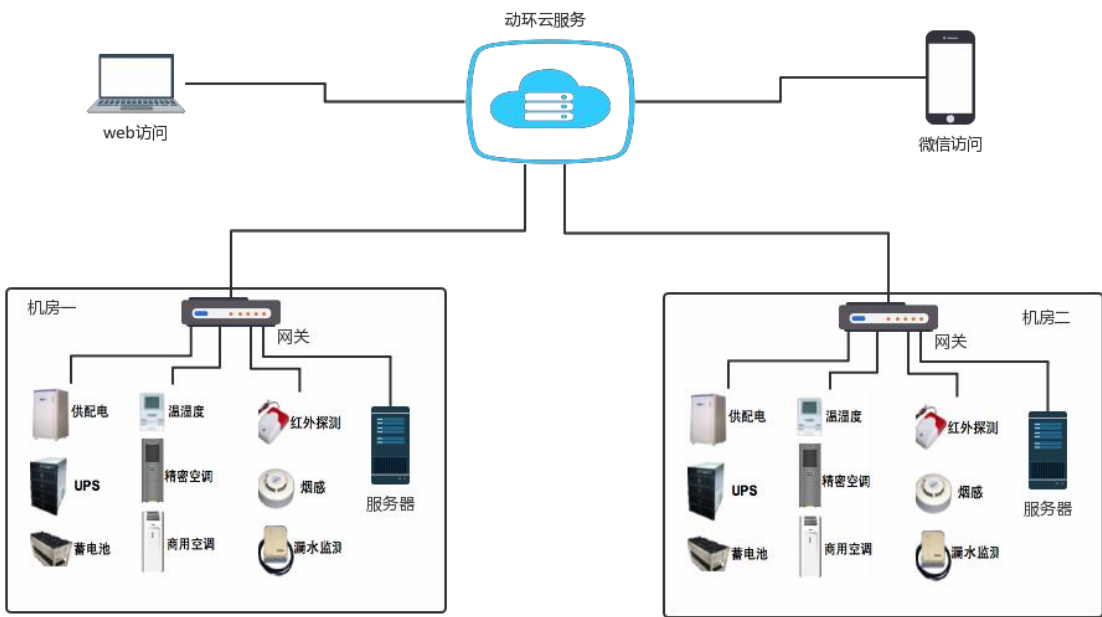 动环云服务
web访问
微信访问
机房一
网关
供配电
温湿度
红外探测
UPS
精密空调
烟感
服务器
蓄电池
商用空调
漏水监测
机房二
网关
供配电
温湿度
红外探测
UPS
精密空调
烟感
服务器
蓄电池
商用空调
漏水监测